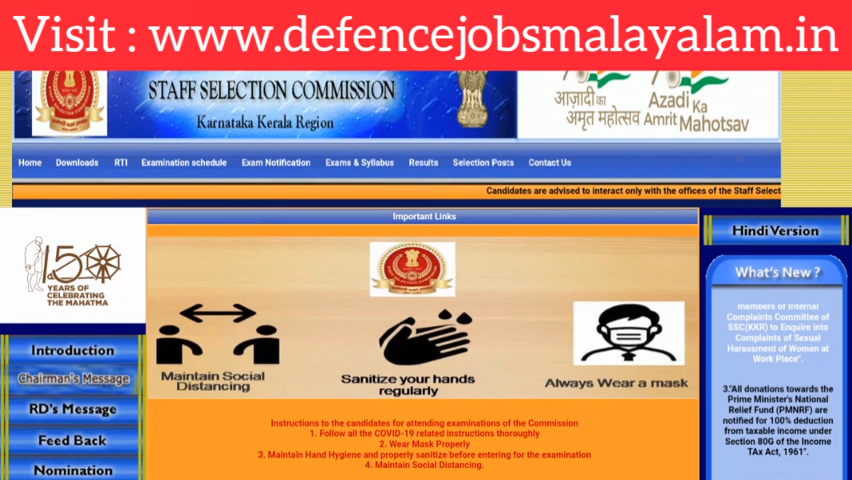 Visit : www.defencejobsmalayalam.in
STAFF SELECTION COMMISSION
Karnataka Kerala Region
आज़ादी का
अमृत महोत्सव
Azadi Ka
Amrit Mahotsav
Home Downloads RTI Examination schedule Exam Notification Exams & Syllabus Results Selection Posts Contact Us
Candidates are advised to interact only with the offices of the Staff Select
Important Links
150
YEARS OF
CELEBRATING
THE MAHATMA
Introduction
Chairman's Message
RD's Message
Feed Back
Nomination
Maintain Social
Distancing
Sanitize your hands
regularly
Always Wear a mask
Instructions to the candidates for attending examinations of the Commission
1. Follow all the COVID-19 related instructions thoroughly
2. Wear Mask Properly
3. Maintain Hand Hygiene and properly sanitize before entering for the examination
4. Maintain Social Distancing.
Hindi Version
What's New ?
members of Internal
Complaints Committee of
SSC(KKR) to Enquire into
Complaints of Sexual
Harassment of Women at
Work Place".
3."All donations towards the
Prime Minister's National
Relief Fund (PMNRF) are
notified for 100% deduction
from taxable income under
Section 80G of the Income
TAx Act, 1961".